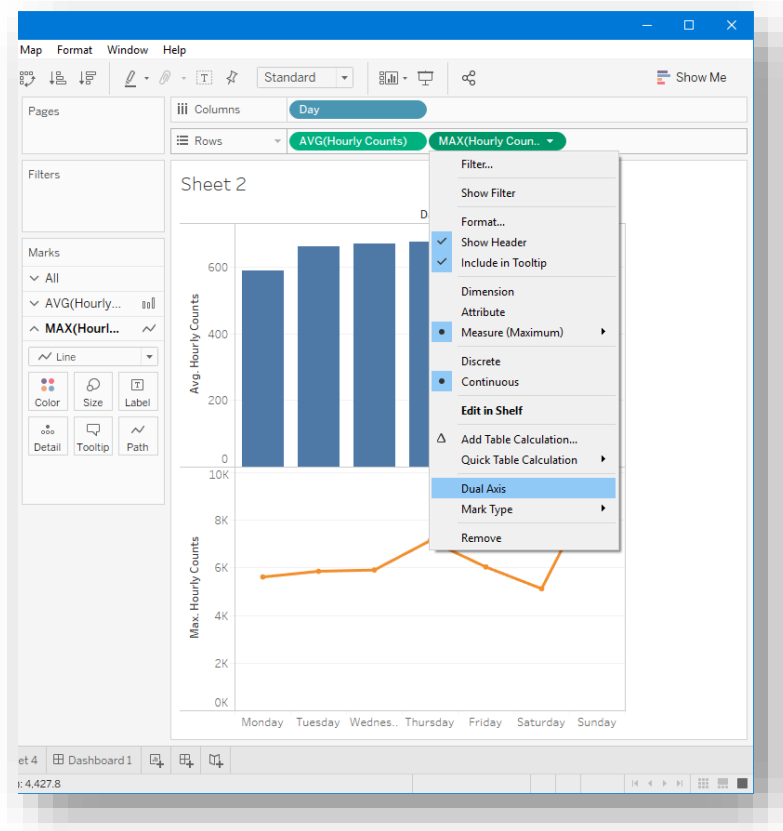 Map Format Window Help
T Standard Show Me
Pages
iii Columns Day
Rows AVG(Hourly Counts) MAX(Hourly Coun..
Filters
Sheet 2
D
Marks
All
AVG(Hourly...
MAX(Hourl...
Line
Color Size Label
Detail Tooltip Path
Filter...
Show Filter
Format...
Show Header
Include in Tooltip
Dimension
Attribute
Measure (Maximum)
Discrete
Continuous
Edit in Shelf
Add Table Calculation...
Quick Table Calculation
Dual Axis
Mark Type
Remove
Avg. Hourly Counts
600
400
200
0
Max. Hourly Counts
10K
8K
6K
4K
2K
0K
Monday Tuesday Wednes.. Thursday Friday Saturday Sunday
et 4 Dashboard 1
): 4,427.8